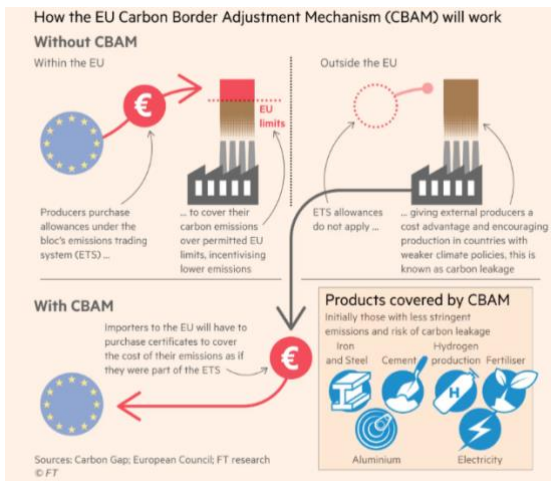 How the EU Carbon Border Adjustment Mechanism (CBAM) will work
Without CBAM
Within the EU
€
EU
limits
Producers purchase
allowances under the
bloc's emissions trading
system (ETS) ...
... to cover their
carbon emissions
over permitted EU
limits, incentivising
lower emissions
Outside the EU
ETS allowances
do not apply ...
... giving external producers a
cost advantage and encouraging
production in countries with
weaker climate policies, this is
known as carbon leakage
With CBAM
Importers to the EU will have to
purchase certificates to cover
the cost of their emissions as if
they were part of the ETS
€
Products covered by CBAM
Initially those with less stringent
emissions and risk of carbon leakage
Iron
and Steel
Cement
Hydrogen
production
H
Fertiliser
Aluminium
Electricity
Sources: Carbon Gap; European Council; FT research
© FT